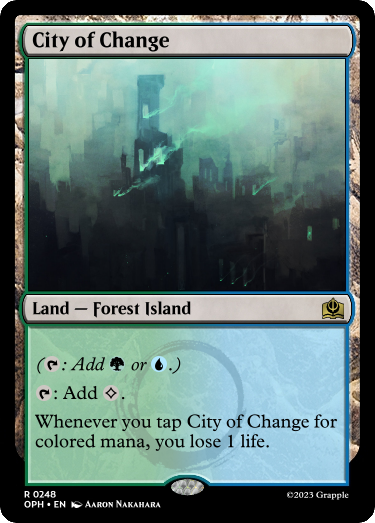 City of Change
Land — Forest Island
(: Add or .)
: Add .
Whenever you tap City of Change for
colored mana, you lose 1 life.
R 0248
OPH • EN Aaron Nakahara
©2023 Grapple